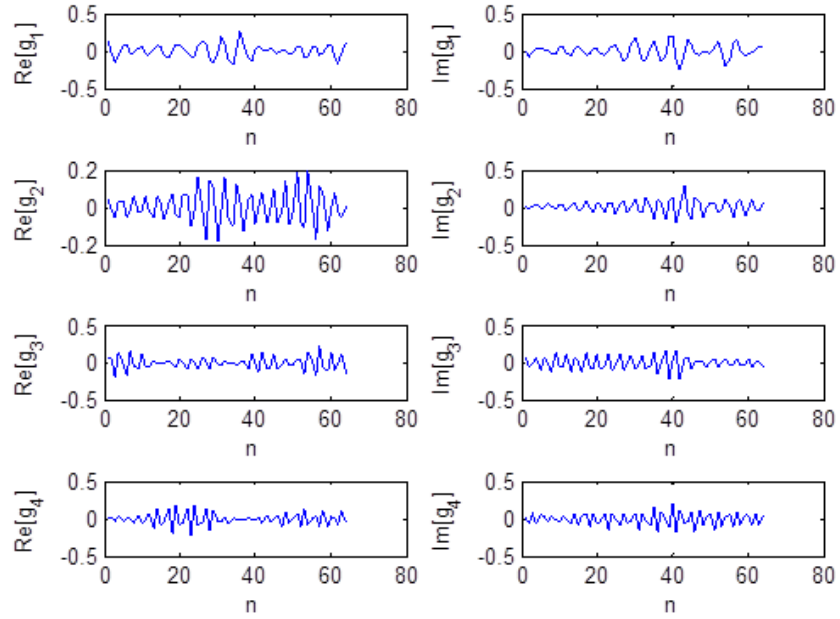 0.5 0.5
Re[g1] 0 Im[g1] 0
-0.5 -0.5
0 20 40 60 80 0 20 40 60 80
n n
0.2 0.5
Re[g2] 0 Im[g2] 0
-0.2 -0.5
0 20 40 60 80 0 20 40 60 80
n n
0.5 0.5
Re[g3] 0 Im[g3] 0
-0.5 -0.5
0 20 40 60 80 0 20 40 60 80
n n
0.5 0.5
Re[g4] 0 Im[g4] 0
-0.5 -0.5
0 20 40 60 80 0 20 40 60 80
n n